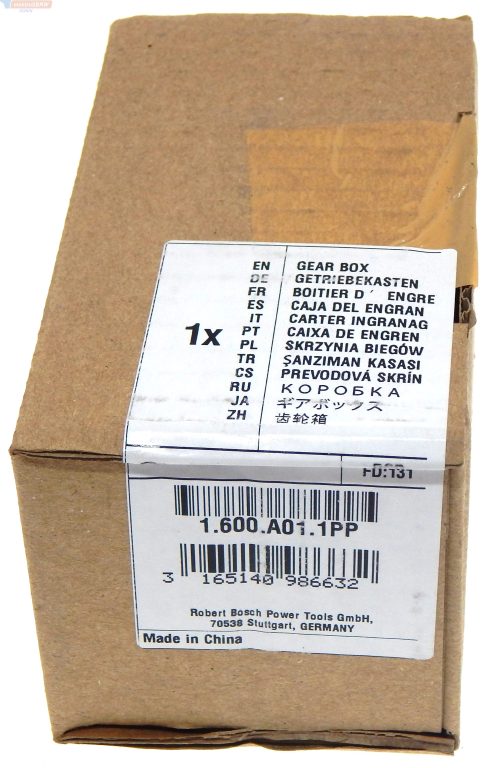 EN GEAR BOX
DE GETRIEBEKASTEN
FR BOITIER D´ ENGRE
ES CAJA DEL ENGRAN
IT CARTER INGRANAG
1x
PT CAIXA DE ENGREN
PL SKRZYNIA BIEGÓW
TR ŞANZIMAN KASASI
CS PŘEVODOVÁ SKRÍN
RU КОРОБКА
JA ギアボックス
ZH 齿轮箱
FD:131
1.600.A01.1PP
3 165140 986632
Robert Bosch Power Tools GmbH,
70538 Stuttgart, GERMANY
Made in China